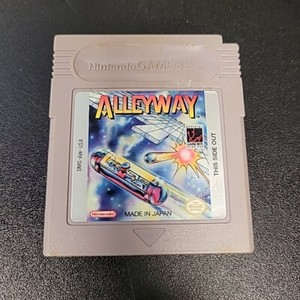 Nintendo GAME BOY
ALLEYWAY
THIS SIDE OUT
DMG-AW-USA
Nintendo
MADE IN JAPAN